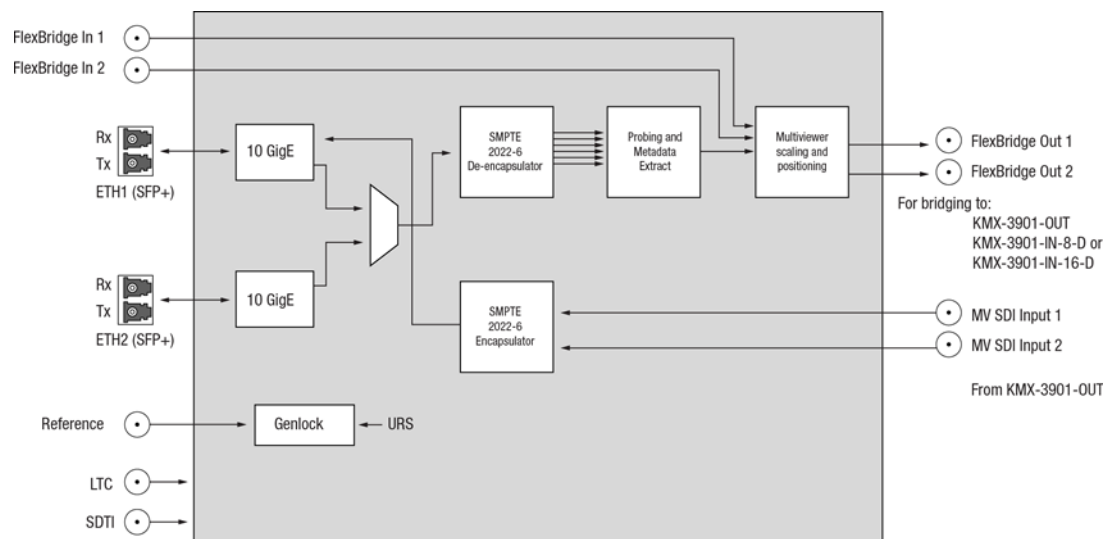 FlexBridge In 1
FlexBridge In 2
Rx
Tx
ETH1 (SFP+)
10 GigE
SMPTE
2022-6
De-encapsulator
Probing and
Metadata
Extract
Multiviewer
scaling and
positioning
FlexBridge Out 1
FlexBridge Out 2
For bridging to:
KMX-3901-OUT
KMX-3901-IN-8-D or
KMX-3901-IN-16-D
Rx
Tx
ETH2 (SFP+)
10 GigE
SMPTE
2022-6
Encapsulator
MV SDI Input 1
MV SDI Input 2
From KMX-3901-OUT
Reference
Genlock
URS
LTC
SDTI